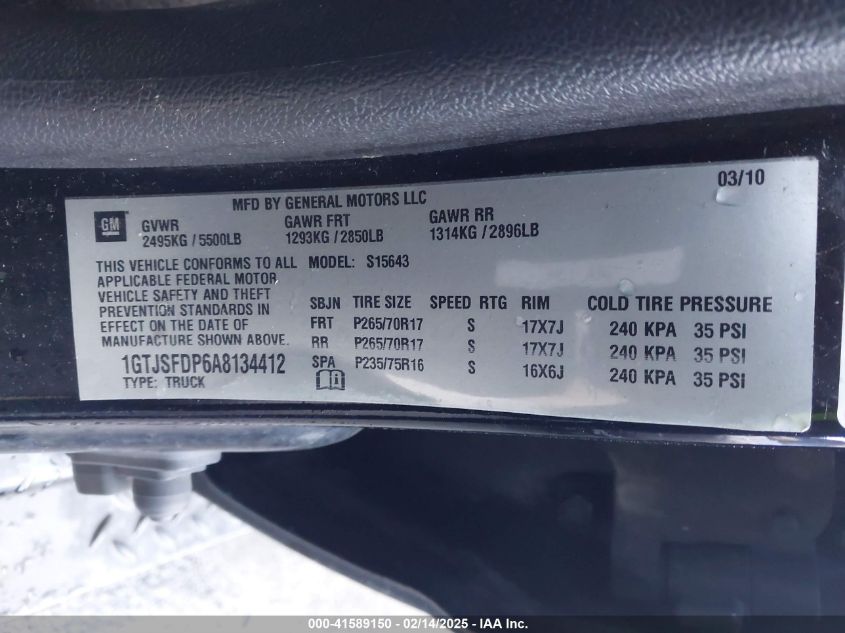 03/10
MFD BY GENERAL MOTORS LLC
GM
GVWR GAWR FRT GAWR RR
2495KG / 5500LB 1293KG / 2850LB 1314KG / 2896LB
THIS VEHICLE CONFORMS TO ALL MODEL: S15643
APPLICABLE FEDERAL MOTOR
VEHICLE SAFETY AND THEFT
PREVENTION STANDARDS IN
EFFECT ON THE DATE OF
MANUFACTURE SHOWN ABOVE.
1GTJSFDP6A8134412
TYPE: TRUCK
SBJN TIRE SIZE SPEED RTG RIM COLD TIRE PRESSURE
FRT P265/70R17 S 17X7J 240 KPA 35 PSI
RR P265/70R17 S 17X7J 240 KPA 35 PSI
SPA P235/75R16 S 16X6J 240 KPA 35 PSI
000-41589150 - 02/14/2025 - IAA Inc.